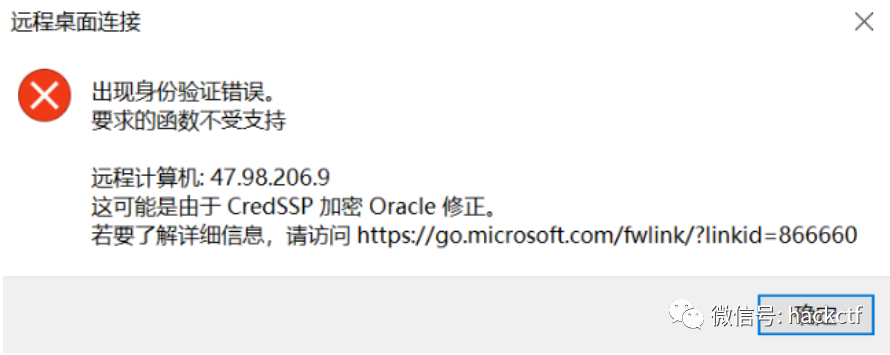 远程桌面连接
出现身份验证错误。
要求的函数不受支持
远程计算机: 47.98.206.9
这可能是由于 CredSSP 加密 Oracle 修正。
若要了解详细信息，请访问 https://go.microsoft.com/fwlink/?linkid=866660
确定
微信号: hackctf